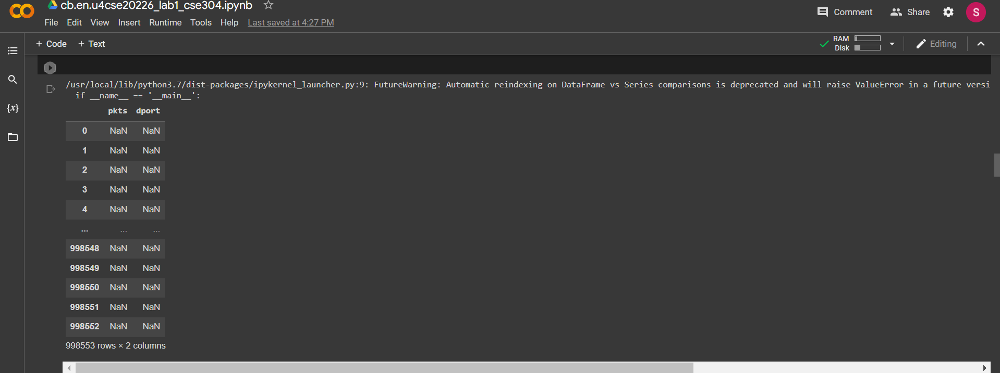 cb.en.u4cse20226_lab1_cse304.ipynb
File Edit View Insert Runtime Tools Help Last saved at 4:27 PM
Comment Share S
+ Code + Text
RAM
Disk
Editing
/usr/local/lib/python3.7/dist-packages/ipykernel_launcher.py:9: FutureWarning: Automatic reindexing on DataFrame vs Series comparisons is deprecated and will raise ValueError in a future versi
if __name__ == '__main__':
pkts dport
0 NaN NaN
1 NaN NaN
2 NaN NaN
3 NaN NaN
4 NaN NaN
... ... ...
998548 NaN NaN
998549 NaN NaN
998550 NaN NaN
998551 NaN NaN
998552 NaN NaN
998553 rows × 2 columns
{x}